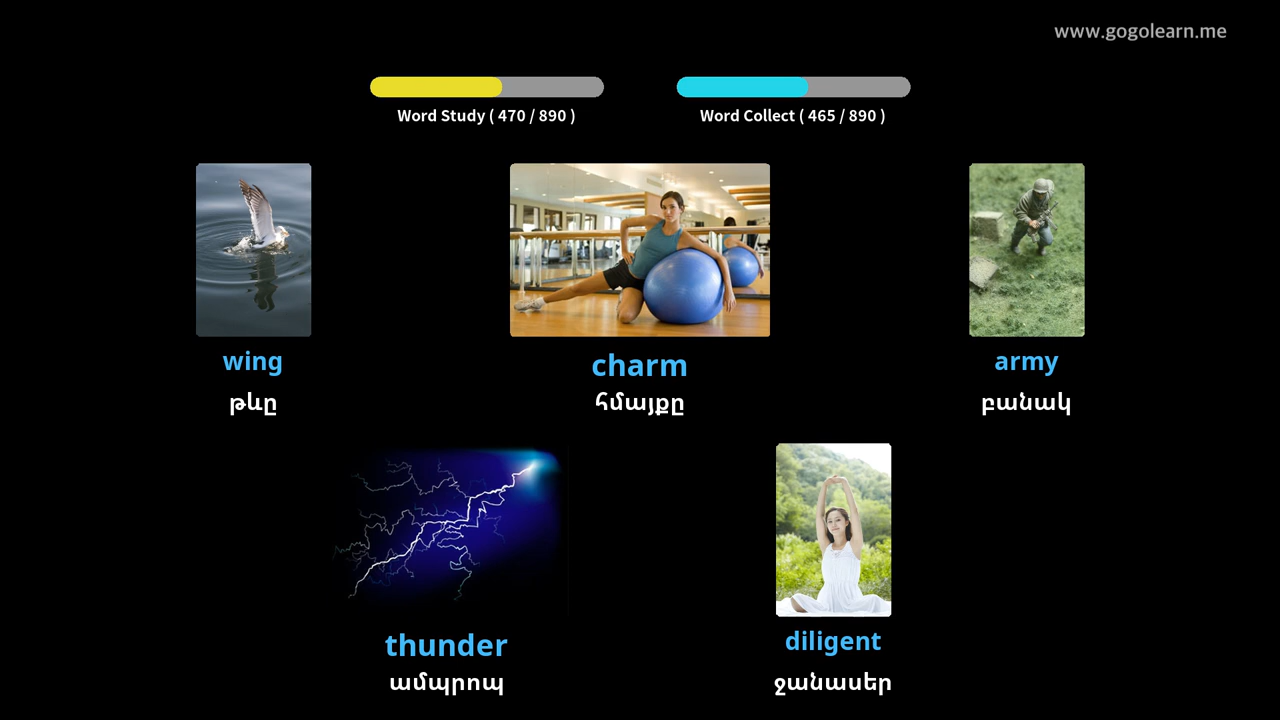 www.gogolearn.me
Word Study ( 470 / 890 )
Word Collect ( 465 / 890 )
wing
թևը
charm
հմայքը
army
բանակ
thunder
ամպրոպ
diligent
ջանասեր